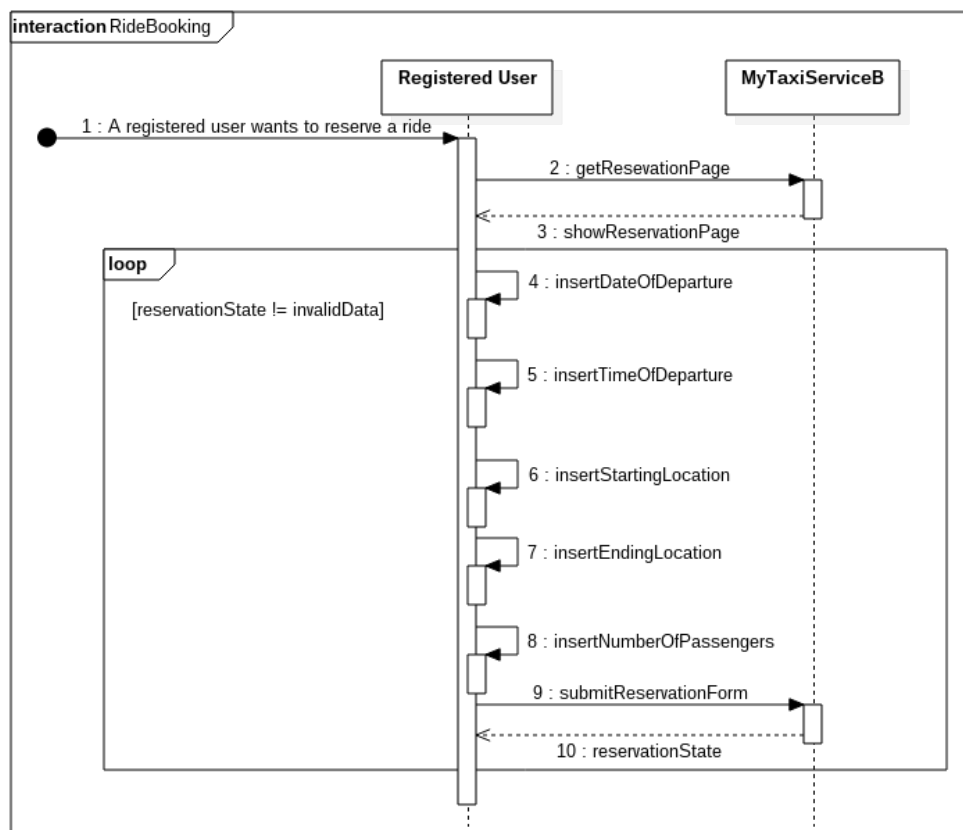 interaction RideBooking
Registered User
MyTaxiServiceB
1 : A registered user wants to reserve a ride
2 : getResevationPage
3 : showReservationPage
loop
4 : insertDateOfDeparture
[reservationState != invalidData]
5 : insertTimeOfDeparture
6 : insertStartingLocation
7 : insertEndingLocation
8 : insertNumberOfPassengers
9 : submitReservationForm
10 : reservationState